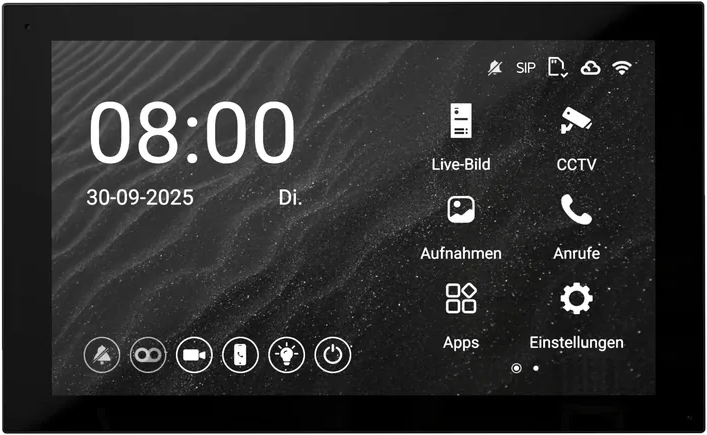 SIP
08:00
30-09-2025 Di.
Live-Bild CCTV
Aufnahmen Anrufe
Apps Einstellungen